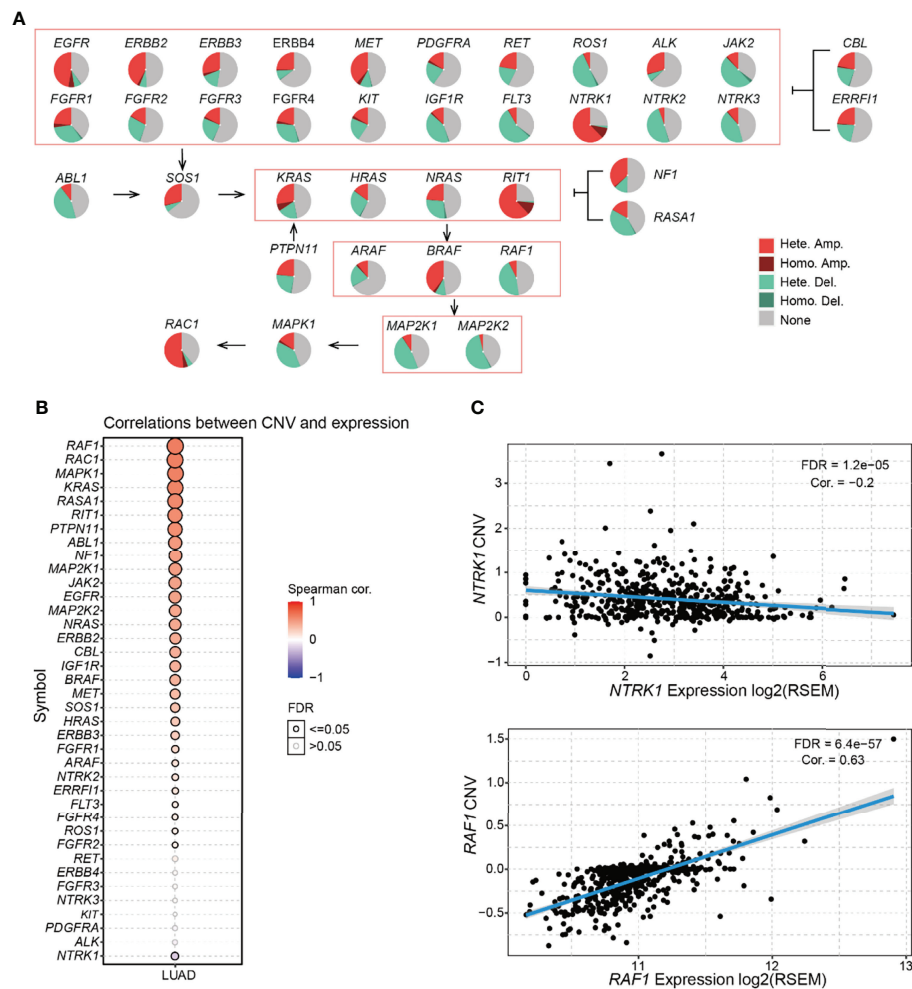 A
EGFR ERBB2 ERBB3 ERBB4 MET PDGFRA RET ROS1 ALK JAK2 CBL
FGFR1 FGFR2 FGFR3 FGFR4 KIT IGF1R FLT3 NTRK1 NTRK2 NTRK3 ERRFI1
ABL1 SOS1 KRAS HRAS NRAS RIT1 NF1
RASA1
PTPN11 ARAF BRAF RAF1
Hete. Amp.
Homo. Amp.
Hete. Del.
Homo. Del.
None
RAC1 MAPK1 MAP2K1 MAP2K2
B
Correlations between CNV and expression
Symbol
RAF1
RAC1
MAPK1
KRAS
RASA1
RIT1
PTPN11
ABL1
NF1
MAP2K1
JAK2
EGFR
MAP2K2
NRAS
ERBB2
CBL
IGF1R
BRAF
MET
SOS1
HRAS
ERBB3
FGFR1
ARAF
NTRK2
ERRFI1
FLT3
FGFR4
ROS1
FGFR2
RET
ERBB4
FGFR3
NTRK3
KIT
PDGFRA
ALK
NTRK1
LUAD
Spearman cor.
1
0
−1
FDR
<=0.05
>0.05
C
FDR = 1.2e−05
Cor. = −0.2
NTRK1 CNV
3
2
1
0
−1
0 2 4 6
NTRK1 Expression log2(RSEM)
FDR = 6.4e−57
Cor. = 0.63
RAF1 CNV
1.5
1.0
0.5
0.0
−0.5
11 12 13
RAF1 Expression log2(RSEM)